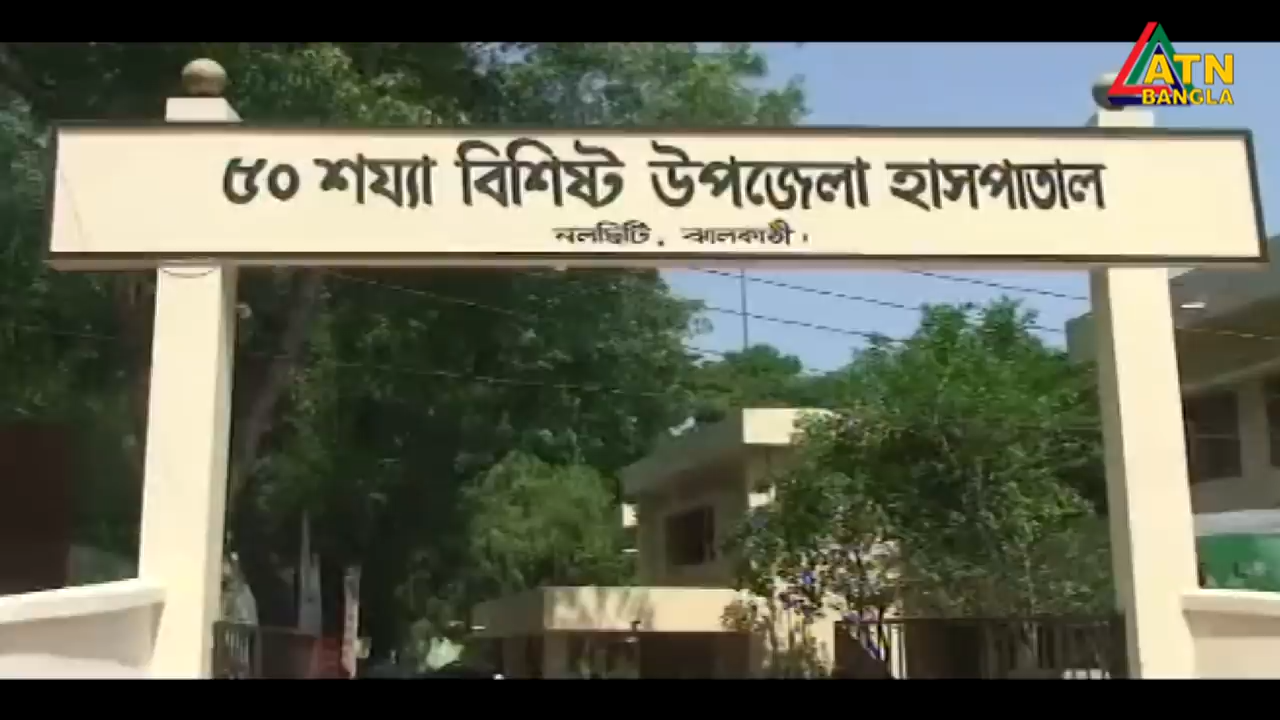 ATN
BANGLA
৫০ শয্যা বিশিষ্ট উপজেলা হাসপাতাল
নলছিটি, ঝালকাঠী।